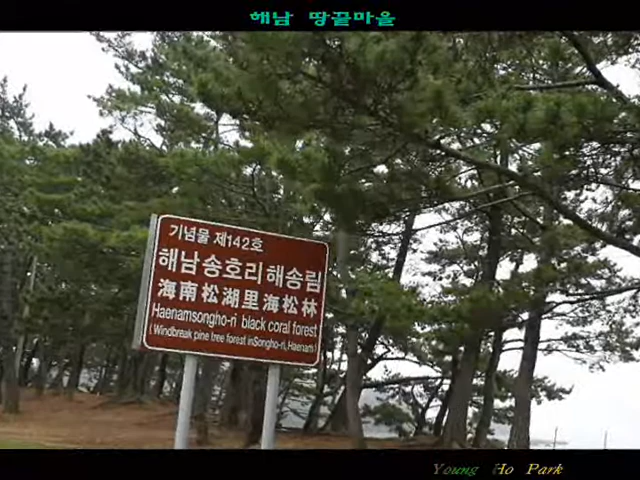 해남 땅끝마을
기념물 제142호
해남송호리해송림
海南松湖里海松林
Haenamsongho-ri black coral forest
(Windbreak pine tree forest inSongho-ri, Haenam)
Young Ho Park